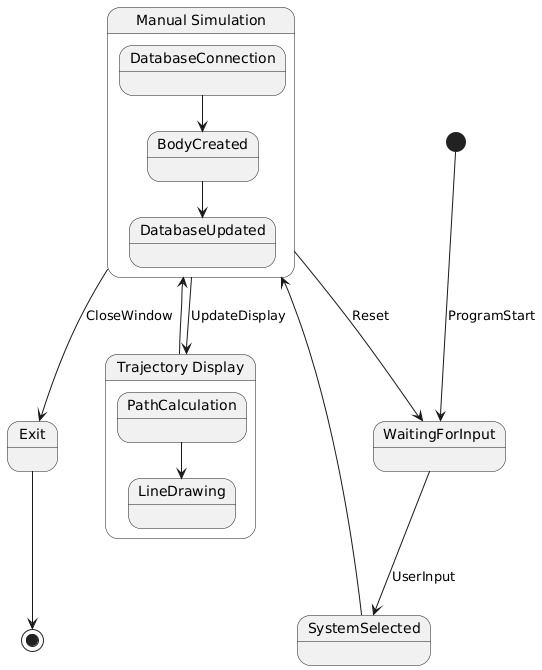 Manual Simulation
DatabaseConnection
BodyCreated
DatabaseUpdated
CloseWindow
UpdateDisplay
Reset
ProgramStart
Trajectory Display
PathCalculation
LineDrawing
Exit
WaitingForInput
UserInput
SystemSelected